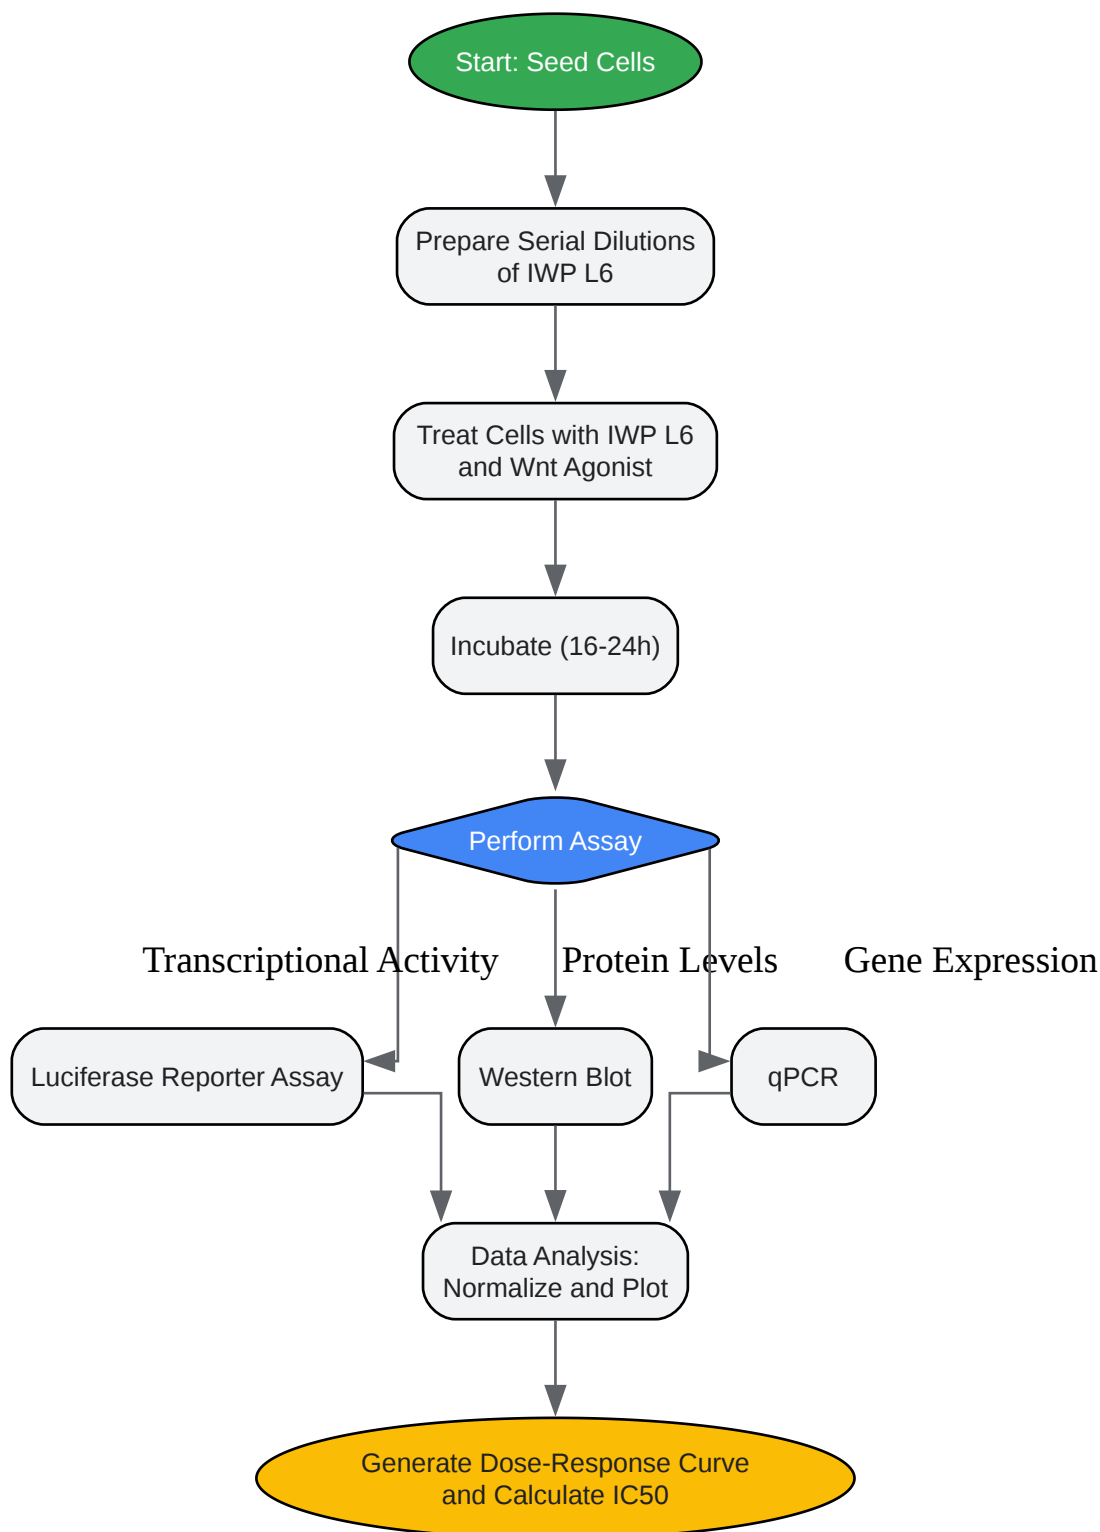 Start: Seed Cells
Prepare Serial Dilutions
of IWP L6
Treat Cells with IWP L6
and Wnt Agonist
Incubate (16-24h)
Perform Assay
Transcriptional Activity
Protein Levels
Gene Expression
Luciferase Reporter Assay
Western Blot
qPCR
Data Analysis:
Normalize and Plot
Generate Dose-Response Curve
and Calculate IC50